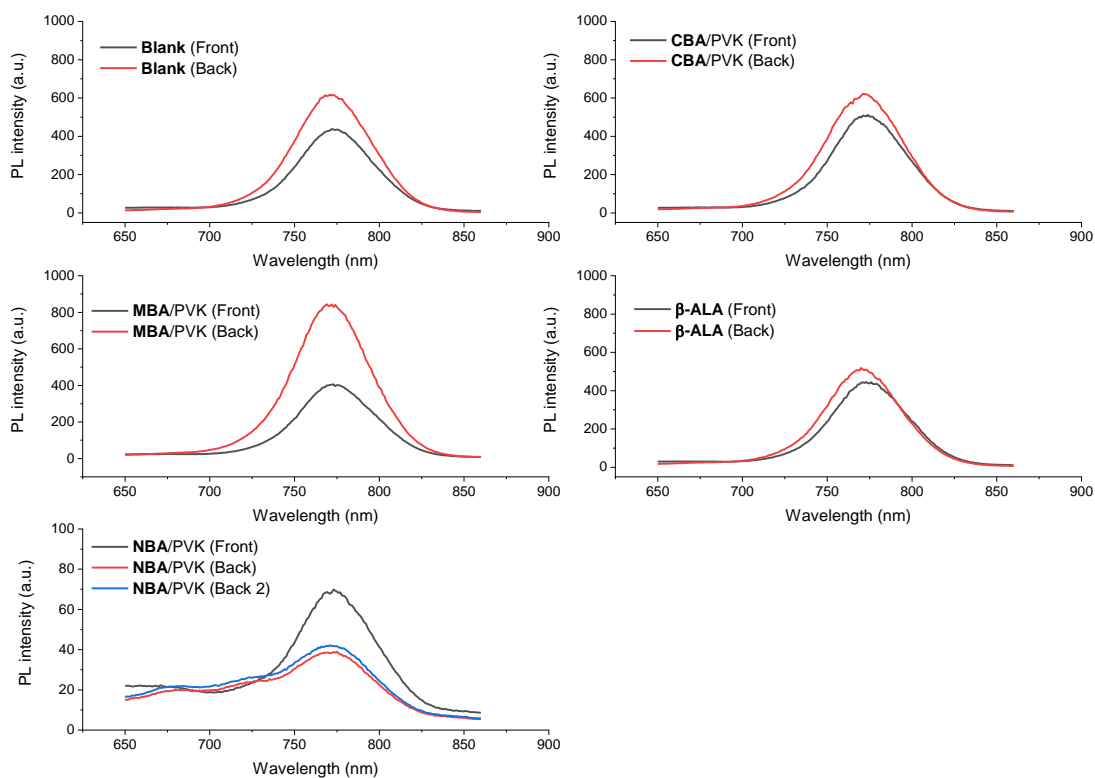 1000
800
600
400
200
0
PL intensity (a.u.)
Blank (Front)
Blank (Back)
650 700 750 800 850 900
Wavelength (nm)
1000
800
600
400
200
0
PL intensity (a.u.)
CBA/PVK (Front)
CBA/PVK (Back)
650 700 750 800 850 900
Wavelength (nm)
1000
800
600
400
200
0
PL intensity (a.u.)
MBA/PVK (Front)
MBA/PVK (Back)
650 700 750 800 850 900
Wavelength (nm)
1000
800
600
400
200
0
PL intensity (a.u.)
β-ALA (Front)
β-ALA (Back)
650 700 750 800 850 900
Wavelength (nm)
100
80
60
40
20
0
PL intensity (a.u.)
NBA/PVK (Front)
NBA/PVK (Back)
NBA/PVK (Back 2)
650 700 750 800 850 900
Wavelength (nm)